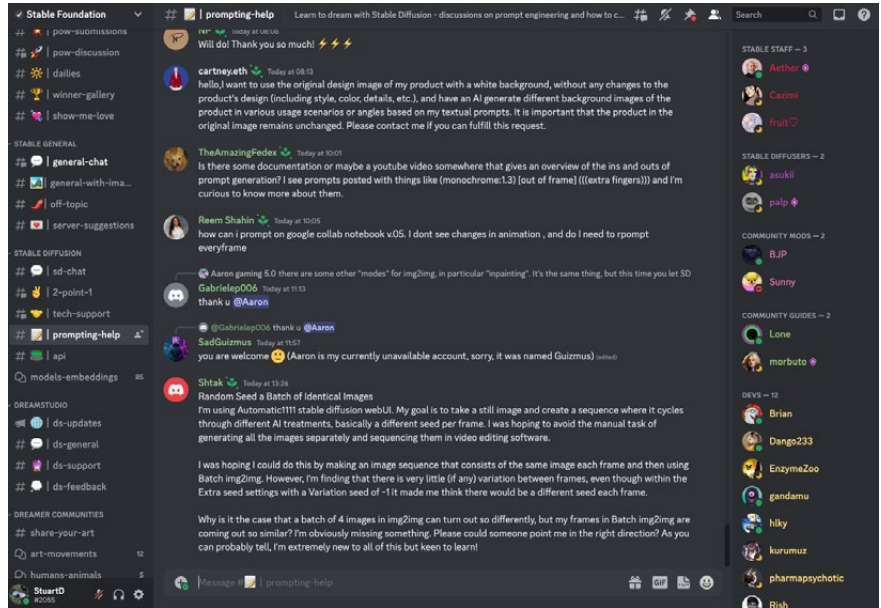 Stable Foundation
# | prompting-help
Learn to dream with Stable Diffusion - discussions on prompt engineering and how to c...
Search
pow-submissions
pow-discussion
dailies
winner-gallery
show-me-love
STABLE GENERAL
general-chat
general-with-ima...
off-topic
server-suggestions
STABLE DIFFUSION
sd-chat
2-point-1
tech-support
prompting-help
api
models-embeddings 85
DREAMSTUDIO
ds-updates
ds-general
ds-support
ds-feedback
DREAMER COMMUNITIES
share-your-art
art-movements 12
humans-animals 5
StuartD
#2055
NP Today at 08:06
Will do! Thank you so much! ⚡⚡⚡
cartney.eth Today at 08:13
hello,I want to use the original design image of my product with a white background, without any changes to the
product's design (including style, color, details, etc.), and have an AI generate different background images of the
product in various usage scenarios or angles based on my textual prompts. It is important that the product in the
original image remains unchanged. Please contact me if you can fulfill this request.
TheAmazingFedex Today at 10:01
Is there some documentation or maybe a youtube video somewhere that gives an overview of the ins and outs of
prompt generation? I see prompts posted with things like (monochrome:1.3) [out of frame] (((extra fingers))) and I'm
curious to know more about them.
Reem Shahin Today at 10:05
how can i prompt on google collab notebook v.05. I dont see changes in animation , and do I need to rpompt
everyframe
Aaron gaming 5.0 there are some other "modes" for img2img, in particular "inpainting". It's the same thing, but this time you let SD
Gabrielep006 Today at 11:13
thank u @Aaron
@Gabrielep006 thank u @Aaron
SadGuizmus Today at 11:57
you are welcome 🙂 (Aaron is my currently unavailable account, sorry, it was named Guizmus) (edited)
Shtak Today at 13:26
Random Seed a Batch of Identical Images
I'm using Automatic1111 stable diffusion webUI. My goal is to take a still image and create a sequence where it cycles
through different AI treatments, basically a different seed per frame. I was hoping to avoid the manual task of
generating all the images separately and sequencing them in video editing software.
I was hoping I could do this by making an image sequence that consists of the same image each frame and then using
Batch img2img. However, I'm finding that there is very little (if any) variation between frames, even though within the
Extra seed settings with a Variation seed of -1 it made me think there would be a different seed each frame.
Why is it the case that a batch of 4 images in img2img can turn out so differently, but my frames in Batch img2img are
coming out so similar? I'm obviously missing something. Please could someone point me in the right direction? As you
can probably tell, I'm extremely new to all of this but keen to learn!
Message # | prompting-help
GIF
STABLE STAFF — 3
Aether
Cazimi
fruit♡
STABLE DIFFUSERS — 2
asukii
palp
COMMUNITY MODS — 2
BJP
Sunny
COMMUNITY GUIDES — 2
Lone
morbuto
DEVS — 12
Brian
Dango233
EnzymeZoo
gandamu
hlky
kurumuz
pharmapsychotic
Rish